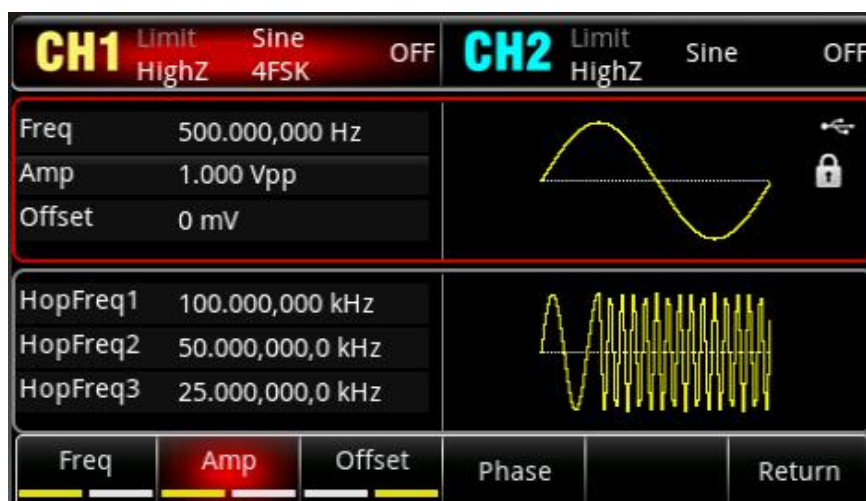 CH1 Limit Sine OFF
HighZ 4FSK
CH2 Limit Sine OFF
HighZ
Freq 500.000,000 Hz
Amp 1.000 Vpp
Offset 0 mV
HopFreq1 100.000,000 kHz
HopFreq2 50.000,000,0 kHz
HopFreq3 25.000,000,0 kHz
Freq Amp Offset Phase Return